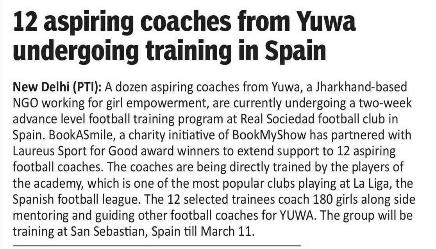 12 aspiring coaches from Yuwa
undergoing training in Spain
New Delhi (PTI): A dozen aspiring coaches from Yuwa, a Jharkhand-based
NGO working for girl empowerment, are currently undergoing a two-week
advance level football training program at Real Sociedad football club in
Spain. BookASmile, a charity initiative of BookMyShow has partnered with
Laureus Sport for Good award winners to extend support to 12 aspiring
football coaches. The coaches are being directly trained by the players of
the academy, which is one of the most popular clubs playing at La Liga, the
Spanish football league. The 12 selected trainees coach 180 girls along side
mentoring and guiding other football coaches for YUWA. The group will be
training at San Sebastian, Spain till March 11.